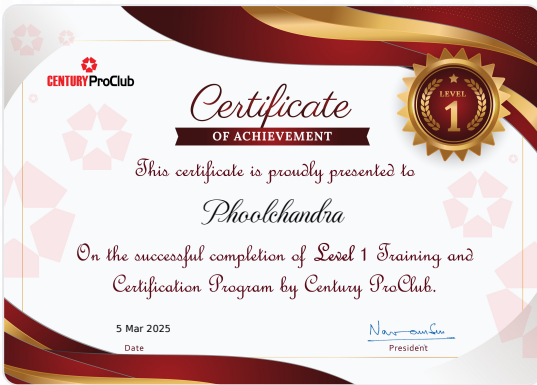 CENTURY ProClub
LEVEL
1
Certificate
OF ACHIEVEMENT
This certificate is proudly presented to
Phoolchandra
On the successful completion of Level 1 Training and
Certification Program by Century ProClub.
5 Mar 2025
Date
President